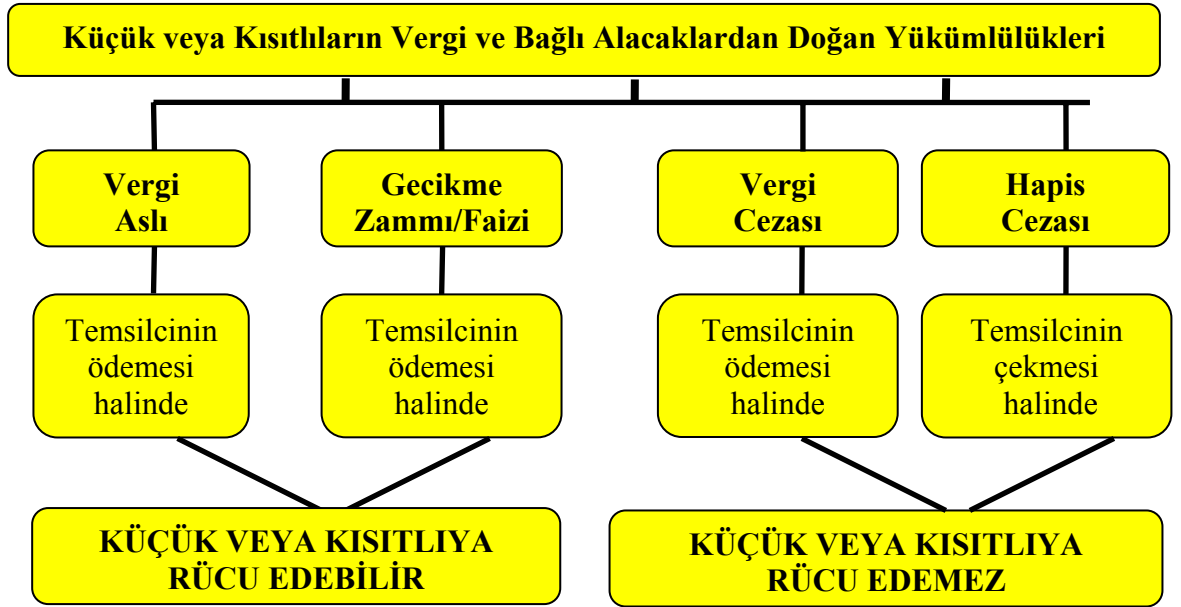 Küçük veya Kısıtlıların Vergi ve Bağlı Alacaklardan Doğan Yükümlülükleri
Vergi
Aslı
Gecikme
Zammı/Faizi
Vergi
Cezası
Hapis
Cezası
Temsilcinin
ödemesi
halinde
Temsilcinin
ödemesi
halinde
Temsilcinin
ödemesi
halinde
Temsilcinin
çekmesi
halinde
KÜÇÜK VEYA KISITLIYA
RÜCU EDEBİLİR
KÜÇÜK VEYA KISITLIYA
RÜCU EDEMEZ